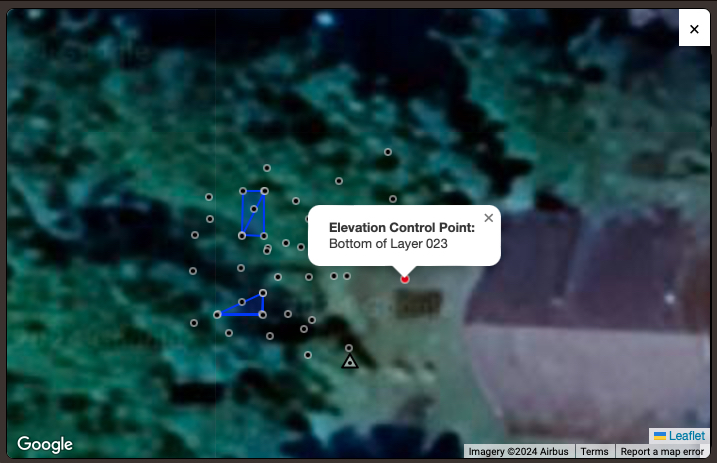 ×
×
Elevation Control Point:
Bottom of Layer 023
Leaflet
Google
Imagery ©2024 Airbus
Terms
Report a map error